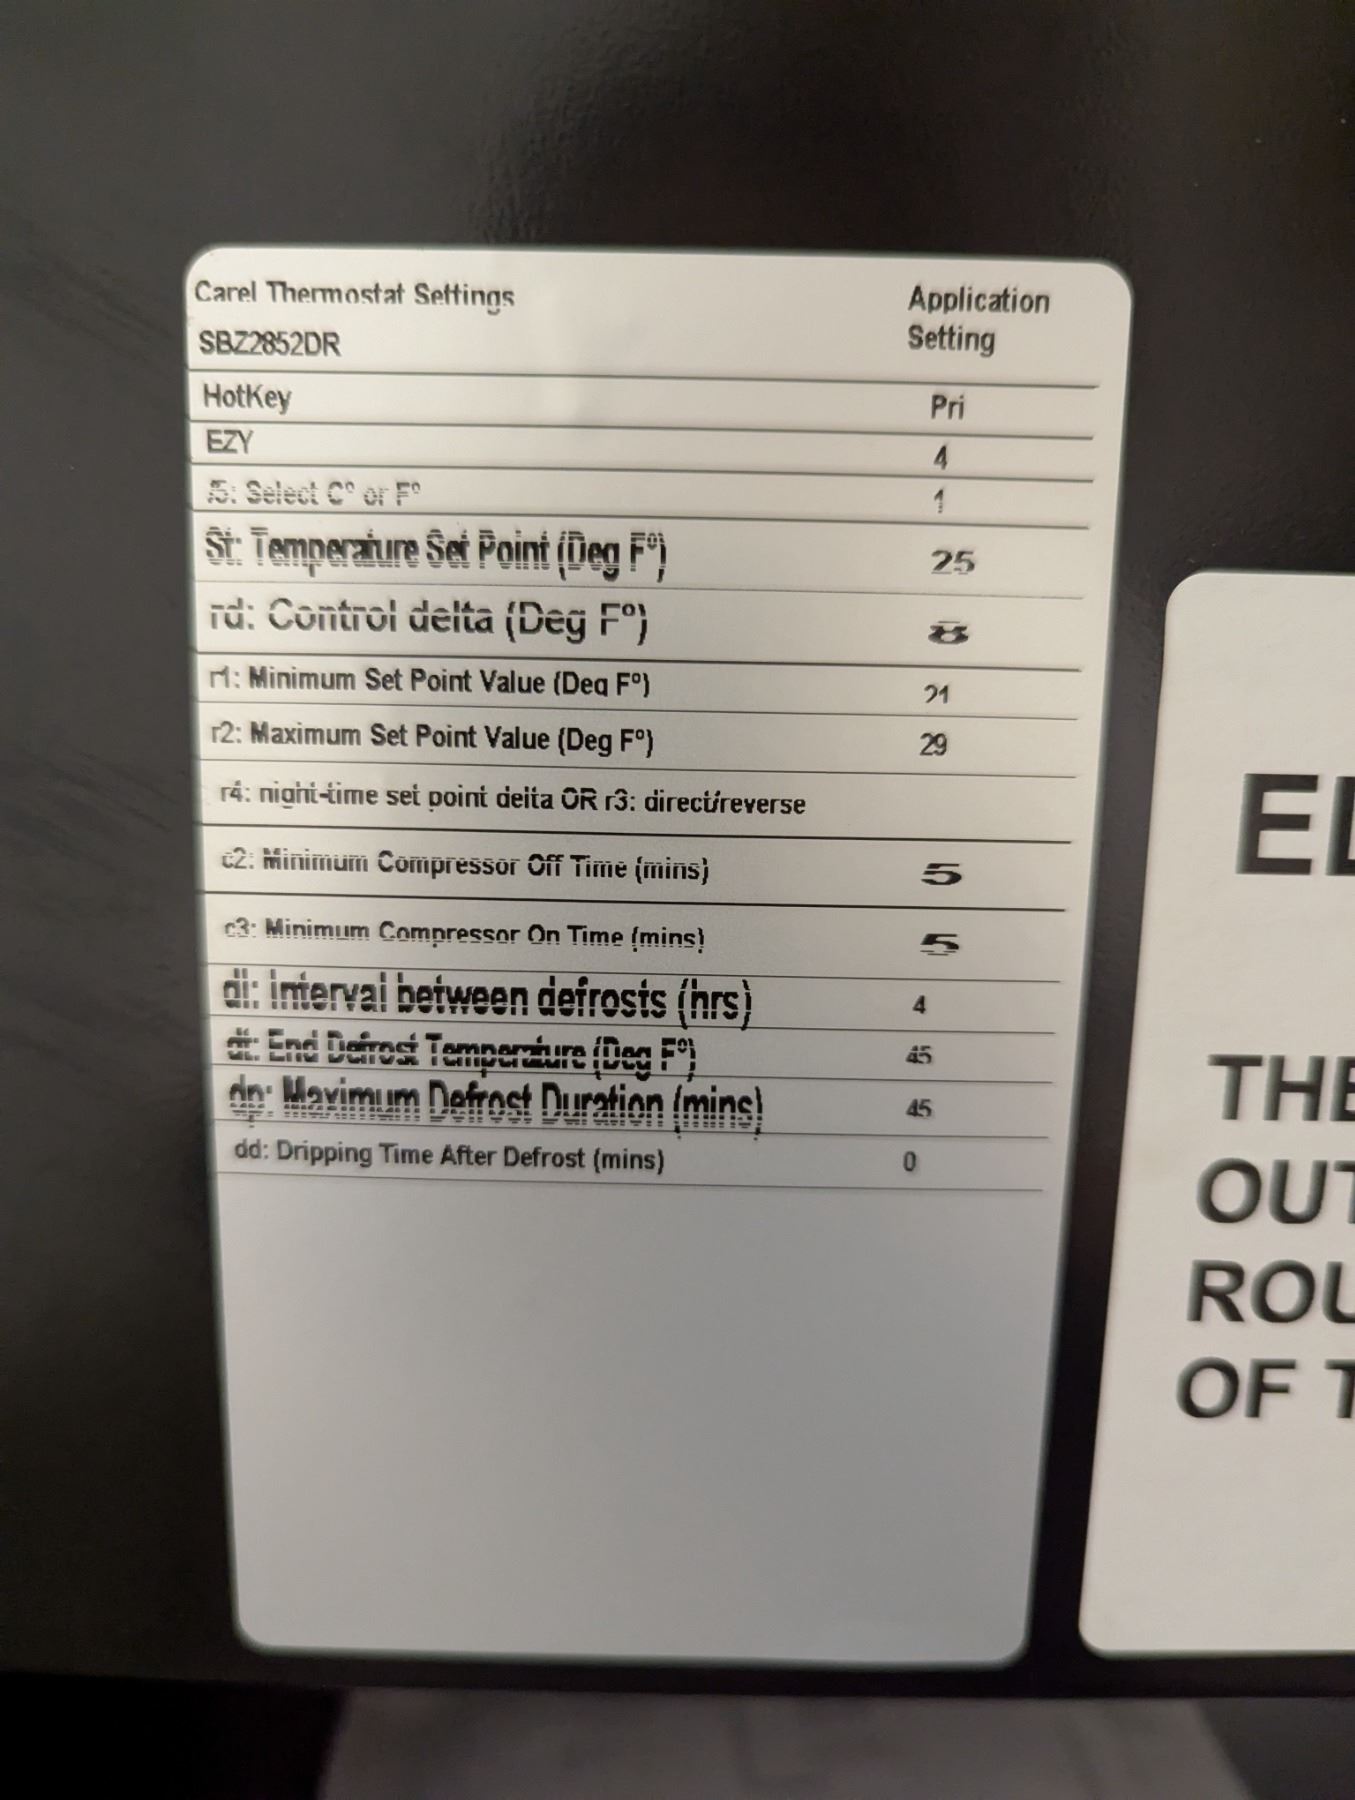 Carel Thermostat Settings Application
SBZ2852DR Setting
HotKey Pri
EZY 4
/5: Select C° or F° 1
St: Temperature Set Point (Deg F°) 25
rd: Control delta (Deg F°) 8
r1: Minimum Set Point Value (Deg F°) 21
r2: Maximum Set Point Value (Deg F°) 29
r4: night-time set point delta OR r3: direct/reverse
c2: Minimum Compressor Off Time (mins) 5
c3: Minimum Compressor On Time (mins) 5
dI: Interval between defrosts (hrs) 4
dt: End Defrost Temperature (Deg F°) 45
dp: Maximum Defrost Duration (mins) 45
dd: Dripping Time After Defrost (mins) 0
THE
OUT
ROU
OF T